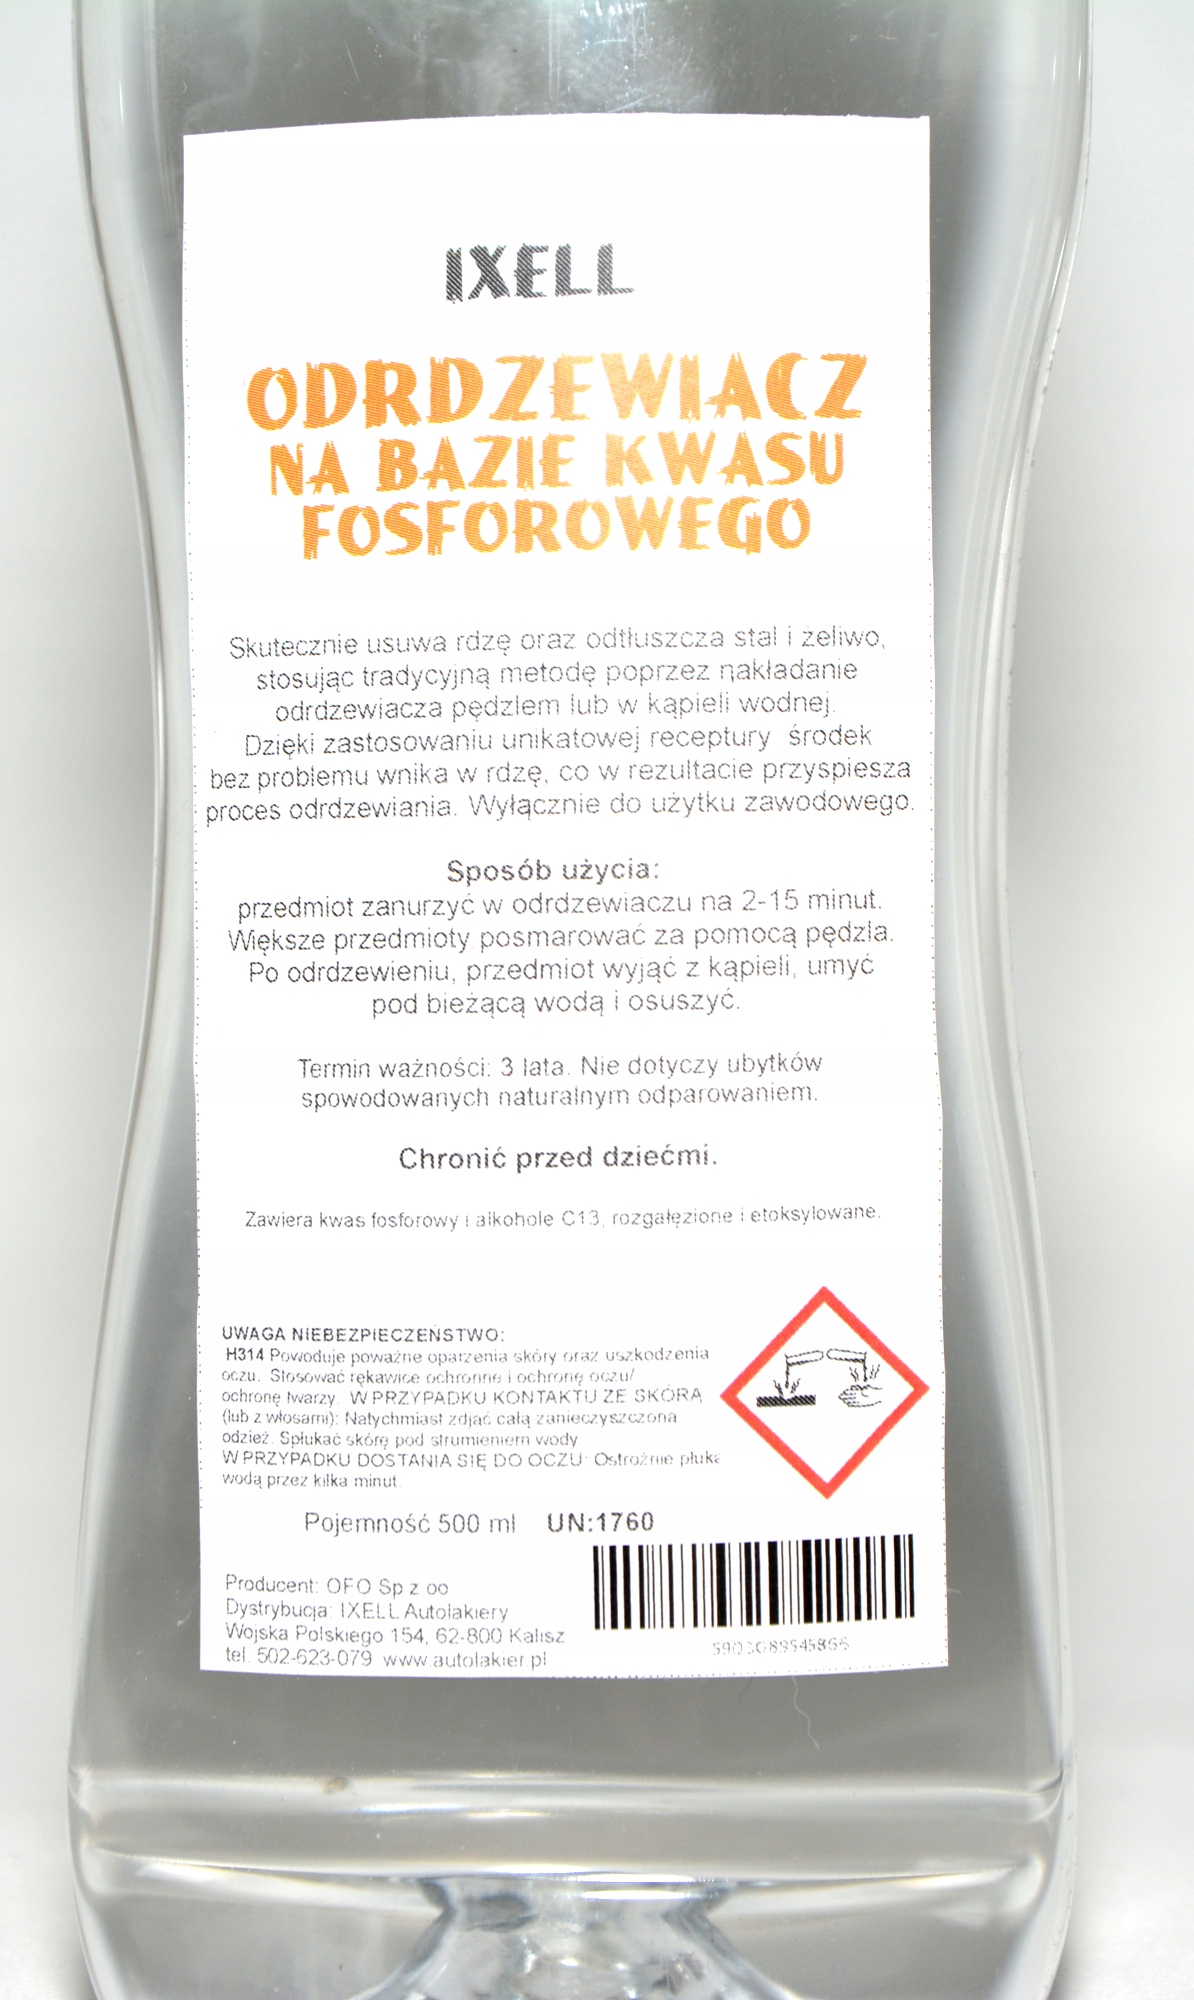 IXELL
ODRDZEWIACZ
NA BAZIE KWASU
FOSFOROWEGO
Skutecznie usuwa rdzę oraz odtłuszcza stal i żeliwo,
stosując tradycyjną metodę poprzez nakładanie
odrdzewiacza pędzlem lub w kąpieli wodnej.
Dzięki zastosowaniu unikatowej receptury środek
bez problemu wnika w rdzę, co w rezultacie przyspiesza
proces odrdzewiania. Wyłącznie do użytku zawodowego.
Sposób użycia:
przedmiot zanurzyć w odrdzewiaczu na 2-15 minut.
Większe przedmioty posmarować za pomocą pędzla.
Po odrdzewieniu, przedmiot wyjąć z kąpieli, umyć
pod bieżącą wodą i osuszyć.
Termin ważności: 3 lata. Nie dotyczy ubytków
spowodowanych naturalnym odparowaniem.
Chronić przed dziećmi.
Zawiera kwas fosforowy i alkohole C13, rozgałęzione i etoksylowane.
UWAGA NIEBEZPIECZEŃSTWO:
H314 Powoduje poważne oparzenia skóry oraz uszkodzenia
oczu. Stosować rękawice ochronne i ochronę oczu/
ochronę twarzy. W PRZYPADKU KONTAKTU ZE SKÓRĄ
(lub z włosami): Natychmiast zdjąć całą zanieczyszczoną
odzież. Spłukać skórę pod strumieniem wody.
W PRZYPADKU DOSTANIA SIĘ DO OCZU: Ostrożnie płuka
wodą przez kilka minut.
Pojemność 500 ml UN:1760
Producent: OFO Sp z oo
Dystrybucja: IXELL Autolakiery
Wojska Polskiego 154, 62-800 Kalisz
tel. 502-623-079 www.autolakier.pl